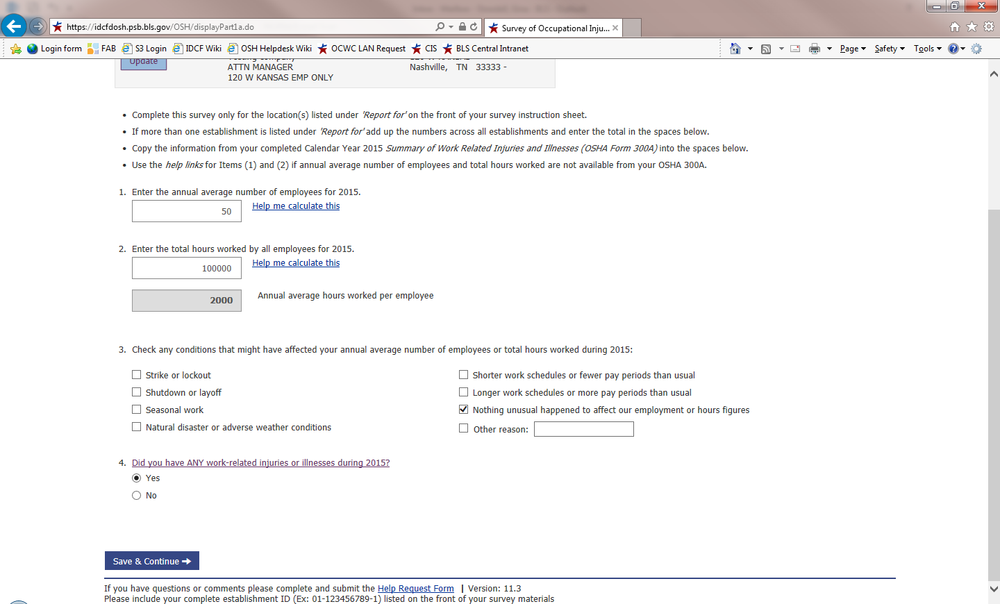 https://idcfdosh.psb.bls.gov/OSH/displayPart1a.do
Survey of Occupational Inju...
Login form FAB S3 Login IDCF Wiki OSH Helpdesk Wiki OCWC LAN Request CIS BLS Central Intranet
Page Safety Tools
Update
ATTN MANAGER
120 W KANSAS EMP ONLY
Nashville, TN 33333 -
• Complete this survey only for the location(s) listed under 'Report for' on the front of your survey instruction sheet.
• If more than one establishment is listed under 'Report for' add up the numbers across all establishments and enter the total in the spaces below.
• Copy the information from your completed Calendar Year 2015 Summary of Work Related Injuries and Illnesses (OSHA Form 300A) into the spaces below.
• Use the help links for Items (1) and (2) if annual average number of employees and total hours worked are not available from your OSHA 300A.
1. Enter the annual average number of employees for 2015.
50 Help me calculate this
2. Enter the total hours worked by all employees for 2015.
100000 Help me calculate this
2000 Annual average hours worked per employee
3. Check any conditions that might have affected your annual average number of employees or total hours worked during 2015:
Strike or lockout
Shutdown or layoff
Seasonal work
Natural disaster or adverse weather conditions
Shorter work schedules or fewer pay periods than usual
Longer work schedules or more pay periods than usual
Nothing unusual happened to affect our employment or hours figures
Other reason:
4. Did you have ANY work-related injuries or illnesses during 2015?
Yes
No
Save & Continue
If you have questions or comments please complete and submit the Help Request Form | Version: 11.3
Please include your complete establishment ID (Ex: 01-123456789-1) listed on the front of your survey materials